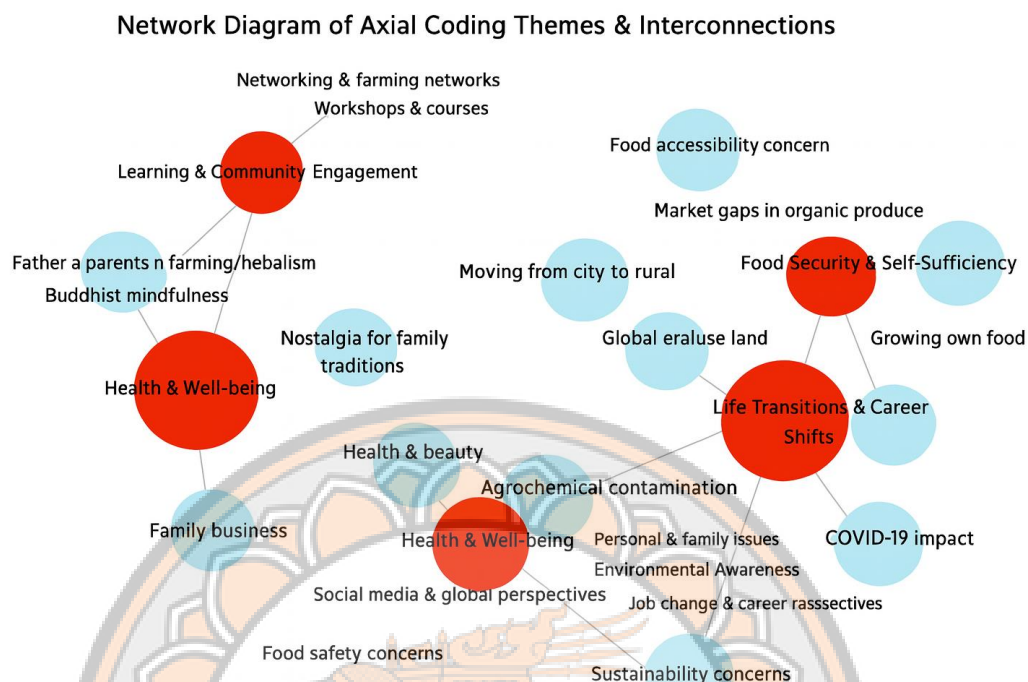 Network Diagram of Axial Coding Themes & Interconnections
Networking & farming networks
Workshops & courses
Food accessibility concern
Learning & Community Engagement
Market gaps in organic produce
Father a parents n farming/hebalism
Moving from city to rural
Food Security & Self-Sufficiency
Buddhist mindfulness
Nostalgia for family
traditions
Global eraluse land
Growing own food
Health & Well-being
Life Transitions & Career
Shifts
Health & beauty
Agrochemical contamination
Family business
Health & Well-being
Personal & family issues
COVID-19 impact
Environmental Awareness
Social media & global perspectives
Job change & career rasssectives
Food safety concerns
Sustainability concerns